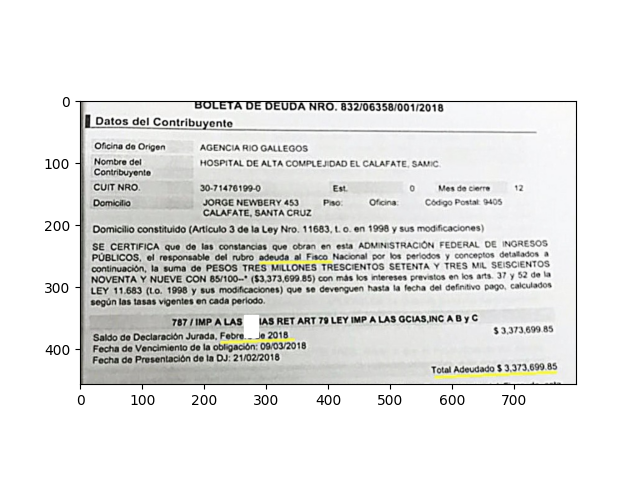 BOLETA DE DEUDA NRO. 832/06358/001/2018
Datos del Contribuyente
Oficina de Origen AGENCIA RIO GALLEGOS
Nombre del Contribuyente HOSPITAL DE ALTA COMPLEJIDAD EL CALAFATE, SAMIC.
CUIT NRO. 30-71476199-0 Est. 0 Mes de cierre 12
Domicilio JORGE NEWBERY 453 Piso: Oficina: Código Postal: 9405
CALAFATE, SANTA CRUZ
Domicilio constituido (Artículo 3 de la Ley Nro. 11683, t. o. en 1998 y sus modificaciones)
SE CERTIFICA que de las constancias que obran en esta ADMINISTRACIÓN FEDERAL DE INGRESOS
PÚBLICOS, el responsable del rubro adeuda al Fisco Nacional por los periodos y conceptos detallados a
continuación, la suma de PESOS TRES MILLONES TRESCIENTOS SETENTA Y TRES MIL SEISCIENTOS
NOVENTA Y NUEVE CON 85/100--* ($3,373,699.85) con más los intereses previstos en los arts. 37 y 52 de la
LEY 11.683 (t.o. 1998 y sus modificaciones) que se devenguen hasta la fecha del definitivo pago, calculados
según las tasas vigentes en cada periodo.
787 / IMP A LAS IAS RET ART 79 LEY IMP A LAS GCIAS,INC A B y C
Saldo de Declaración Jurada, Febre e 2018 $ 3,373,699.85
Fecha de Vencimiento de la obligación: 09/03/2018
Fecha de Presentación de la DJ: 21/02/2018
Total Adeudado $ 3,373,699.85
0
100
200
300
400
0 100 200 300 400 500 600 700